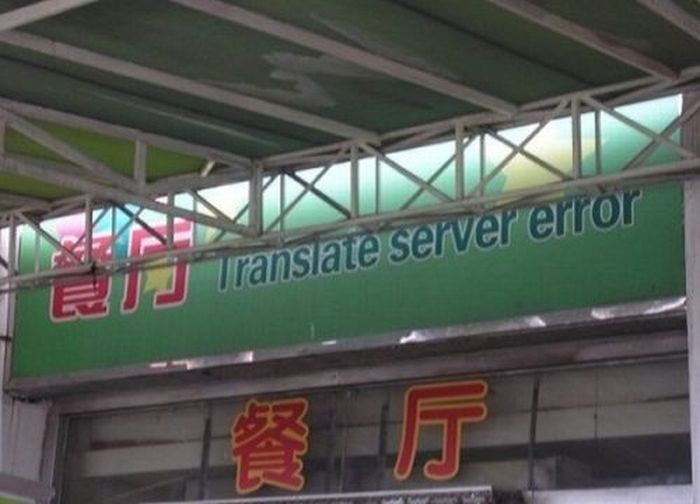 餐厅 Translate server error
餐厅